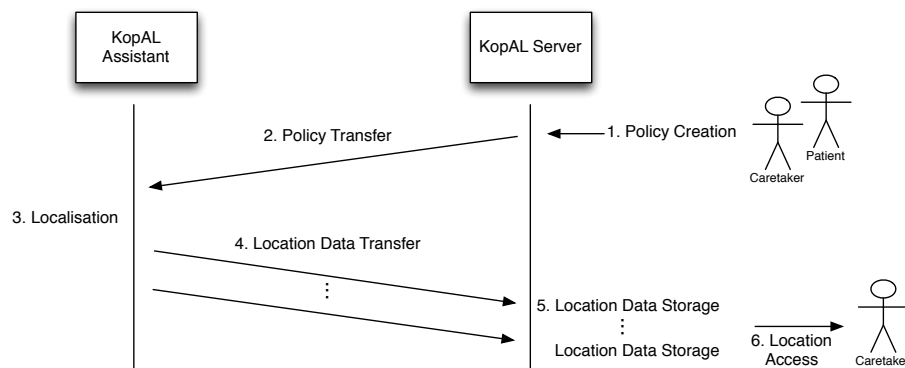 KopAL
Assistant
KopAL Server
2. Policy Transfer
1. Policy Creation
Patient
Caretaker
3. Localisation
4. Location Data Transfer
5. Location Data Storage
Location Data Storage
6. Location
Access
Caretaker